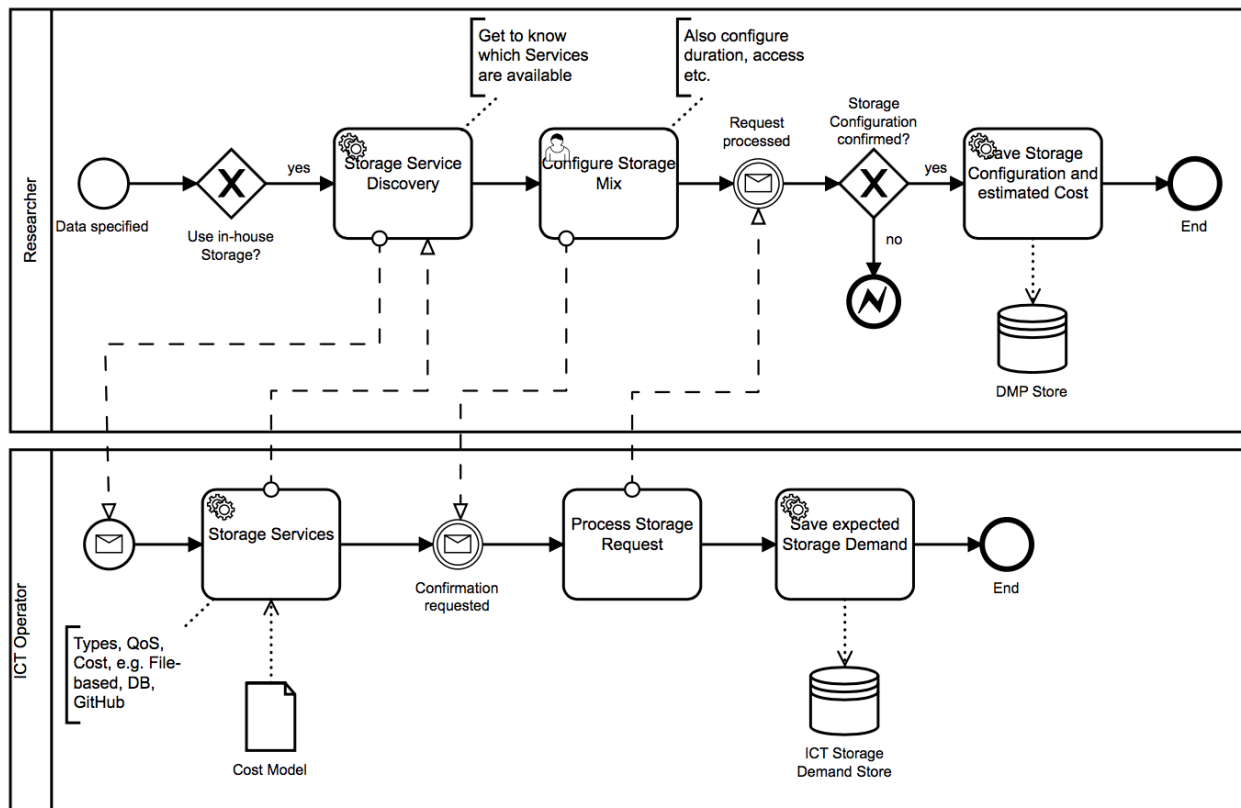 Researcher
Get to know
which Services
are available
Also configure
duration, access
etc.
Data specified
Use in-house
Storage?
yes
Storage Service
Discovery
Configure Storage
Mix
Request
processed
Storage
Configuration
confirmed?
yes
no
Save Storage
Configuration and
estimated Cost
End
DMP Store
ICT Operator
Storage Services
Types, QoS,
Cost, e.g. File-
based, DB,
GitHub
Cost Model
Confirmation
requested
Process Storage
Request
Save expected
Storage Demand
End
ICT Storage
Demand Store